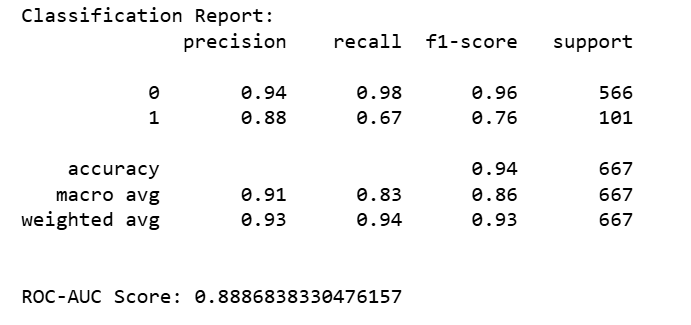 Classification Report:
precision recall f1-score support
0 0.94 0.98 0.96 566
1 0.88 0.67 0.76 101
accuracy 0.94 667
macro avg 0.91 0.83 0.86 667
weighted avg 0.93 0.94 0.93 667
ROC-AUC Score: 0.8886838330476157